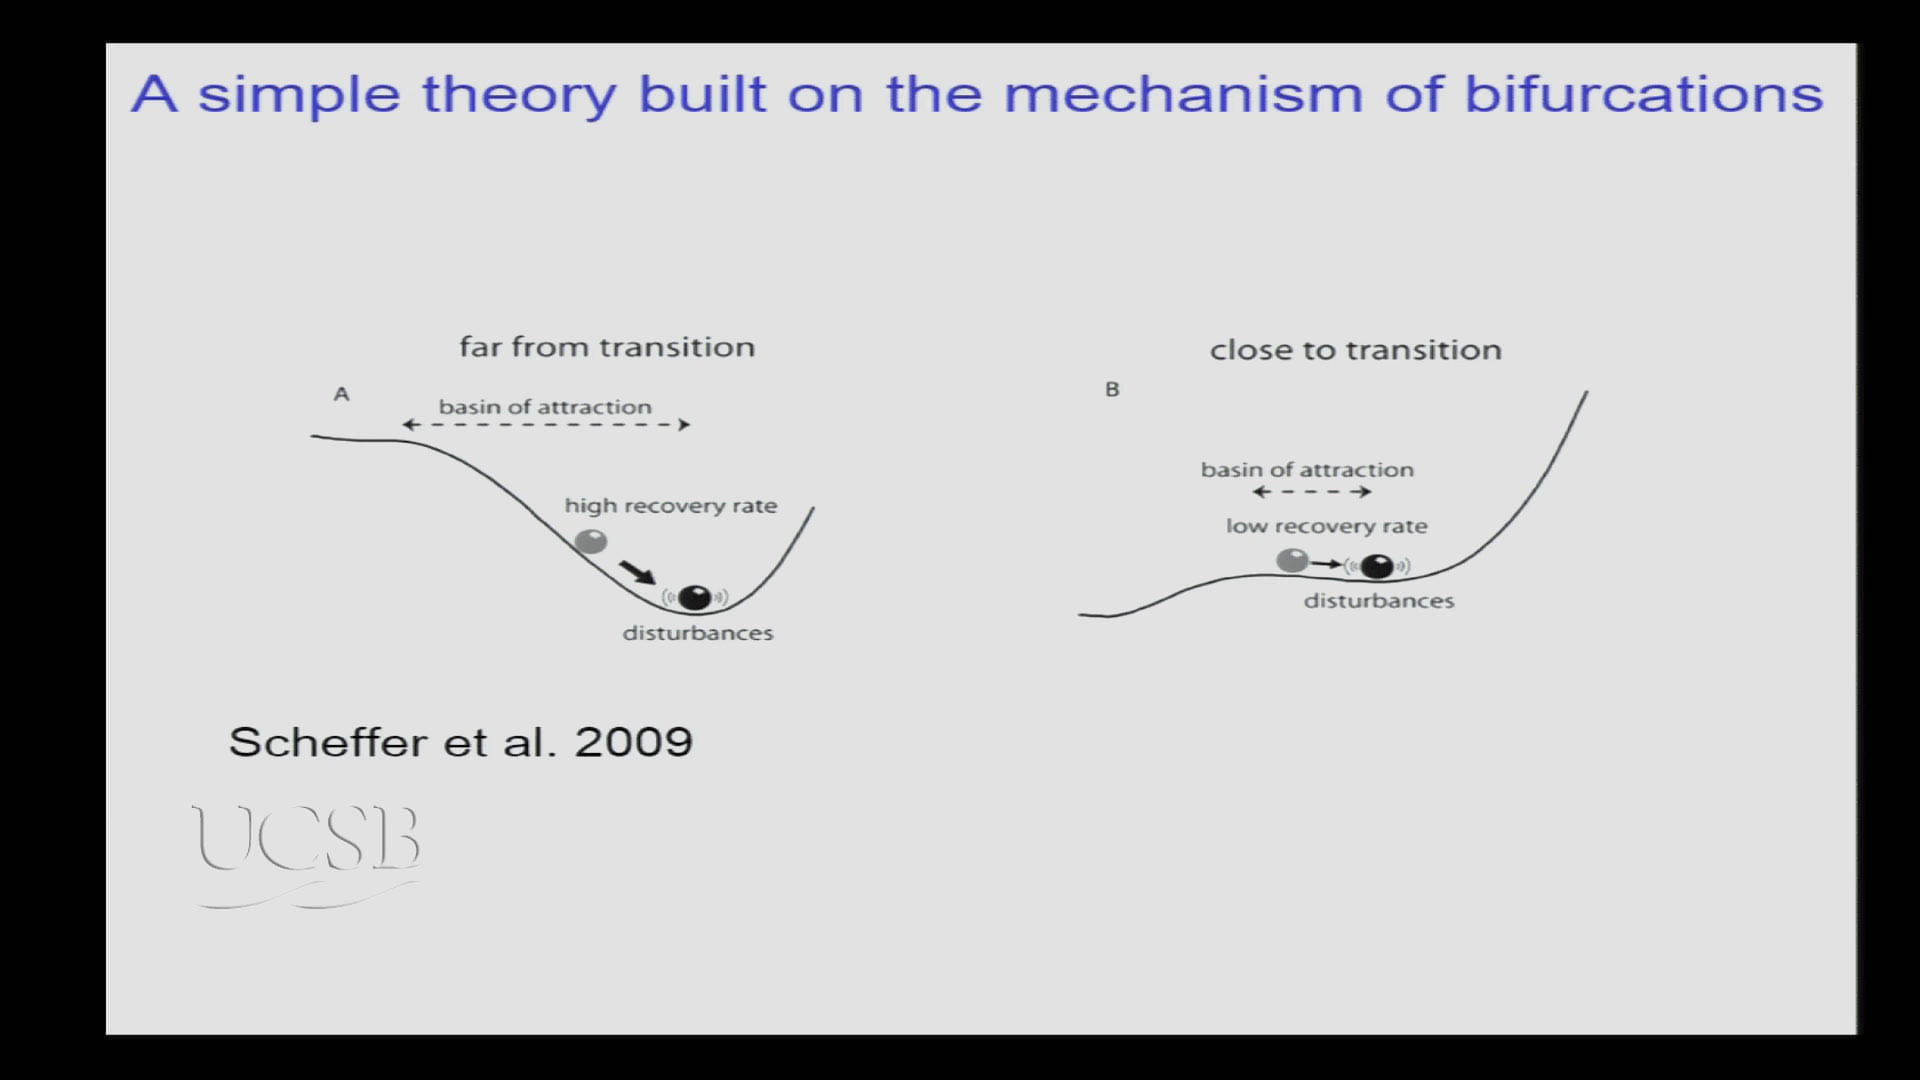 A simple theory built on the mechanism of bifurcations
far from transition
A
basin of attraction
high recovery rate
disturbances
close to transition
B
basin of attraction
low recovery rate
disturbances
Scheffer et al. 2009
UCSB